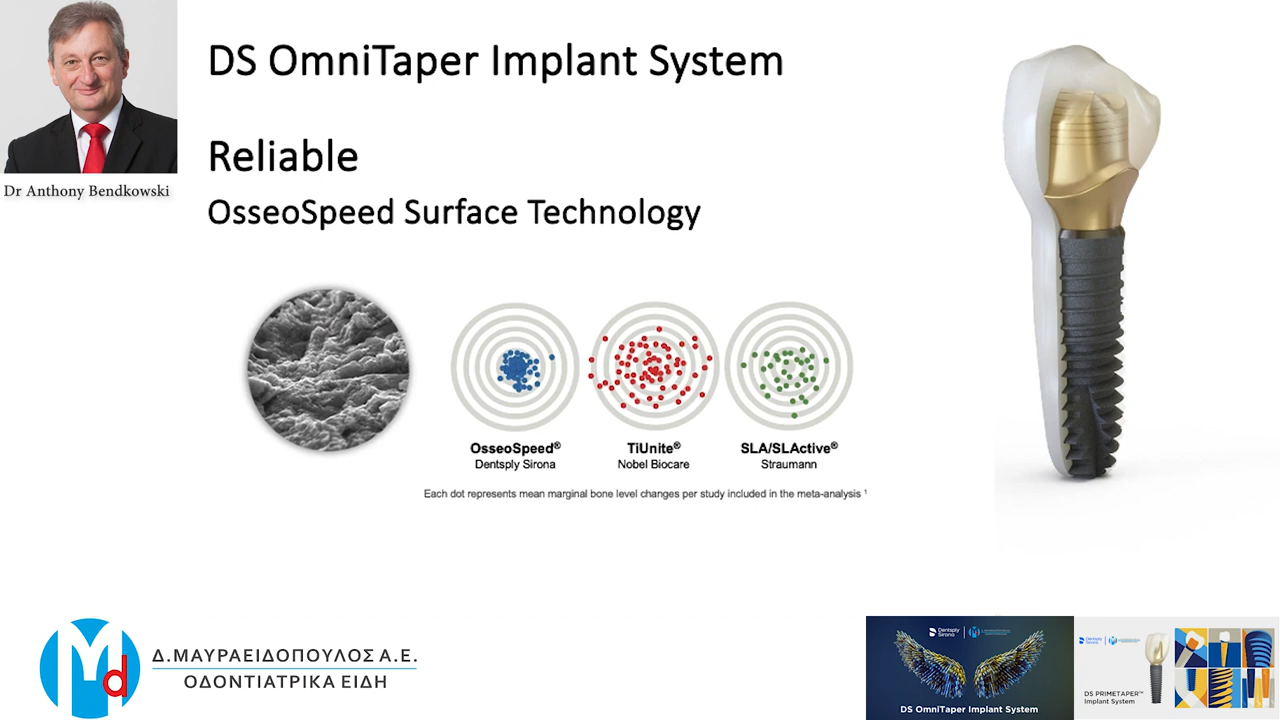 Dr Anthony Bendkowski
DS OmniTaper Implant System
Reliable
OsseoSpeed Surface Technology
OsseoSpeed®
Dentsply Sirona
TiUnite®
Nobel Biocare
SLA/SLActive®
Straumann
Each dot represents mean marginal bone level changes per study included in the meta-analysis ¹
Md
Δ.ΜΑΥΡΑΕΙΔΟΠΟΥΛΟΣ Α.Ε.
ΟΔΟΝΤΙΑΤΡΙΚΑ ΕΙΔΗ
Dentsply
Sirona
DS OmniTaper Implant System
Dentsply
Sirona
DS PRIMETAPER™
Implant System